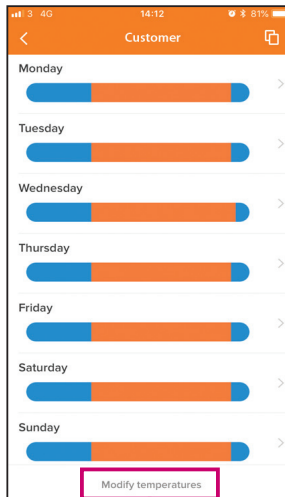 3 4G 14:12 81%
Customer
Monday
Tuesday
Wednesday
Thursday
Friday
Saturday
Sunday
Modify temperatures